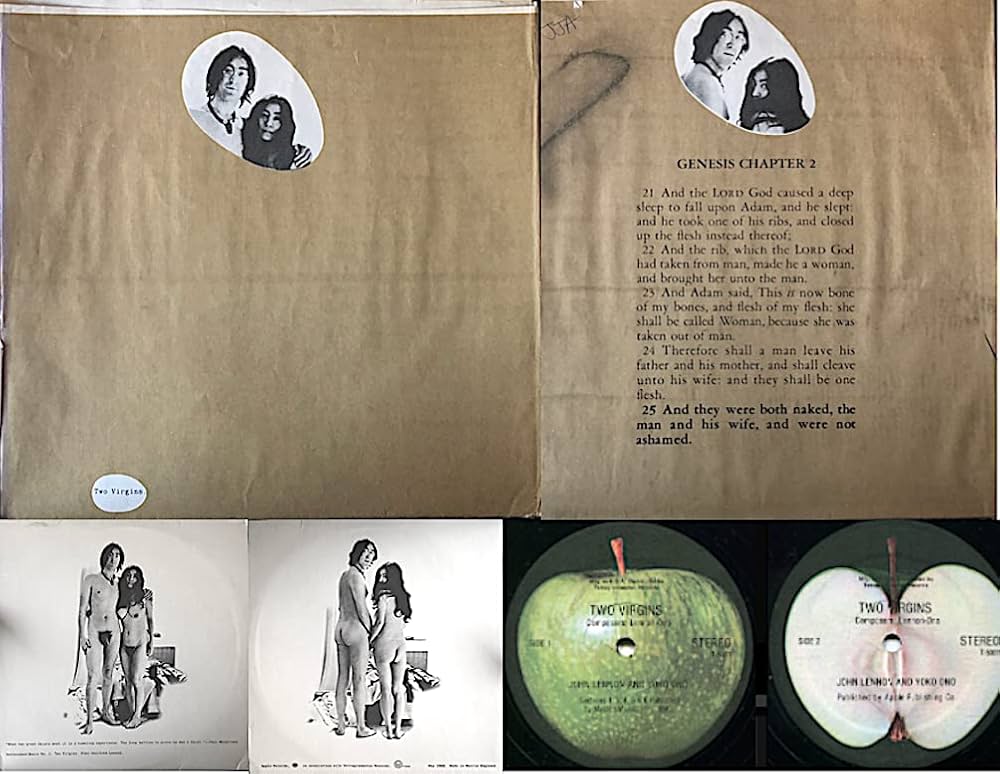 Two Virgins
JJA
GENESIS CHAPTER 2
21 And the LORD God caused a deep
sleep to fall upon Adam, and he slept;
and he took one of his ribs, and closed
up the flesh instead thereof;
22 And the rib, which the LORD God
had taken from man, made he a woman,
and brought her unto the man.
23 And Adam said, This is now bone
of my bones, and flesh of my flesh: she
shall be called Woman, because she was
taken out of man.
24 Therefore shall a man leave his
father and his mother, and shall cleave
unto his wife: and they shall be one
flesh.
25 And they were both naked, the
man and his wife, and were not
ashamed.
TWO VIRGINS
Composed Lennon-Ono
SIDE 1
STEREO
JOHN LENNON AND YOKO ONO
TWO VIRGINS
Composed Lennon-Ono
SIDE 2
STEREO
JOHN LENNON AND YOKO ONO
Published by Apple Publishing Co.